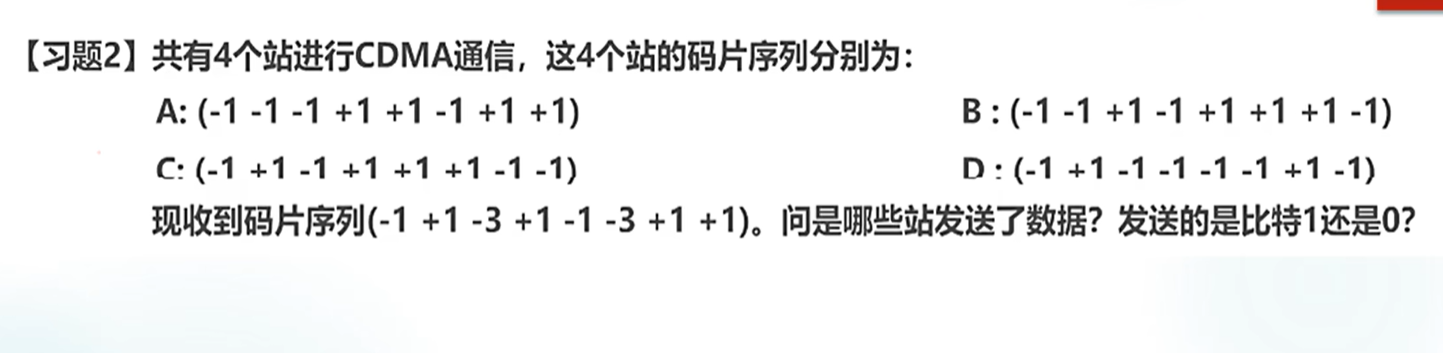 【习题2】共有4个站进行CDMA通信，这4个站的码片序列分别为：
A: (-1 -1 -1 +1 +1 -1 +1 +1) B : (-1 -1 +1 -1 +1 +1 +1 -1)
C: (-1 +1 -1 +1 +1 +1 -1 -1) D : (-1 +1 -1 -1 -1 -1 +1 -1)
现收到码片序列(-1 +1 -3 +1 -1 -3 +1 +1)。问是哪些站发送了数据？发送的是比特1还是0？